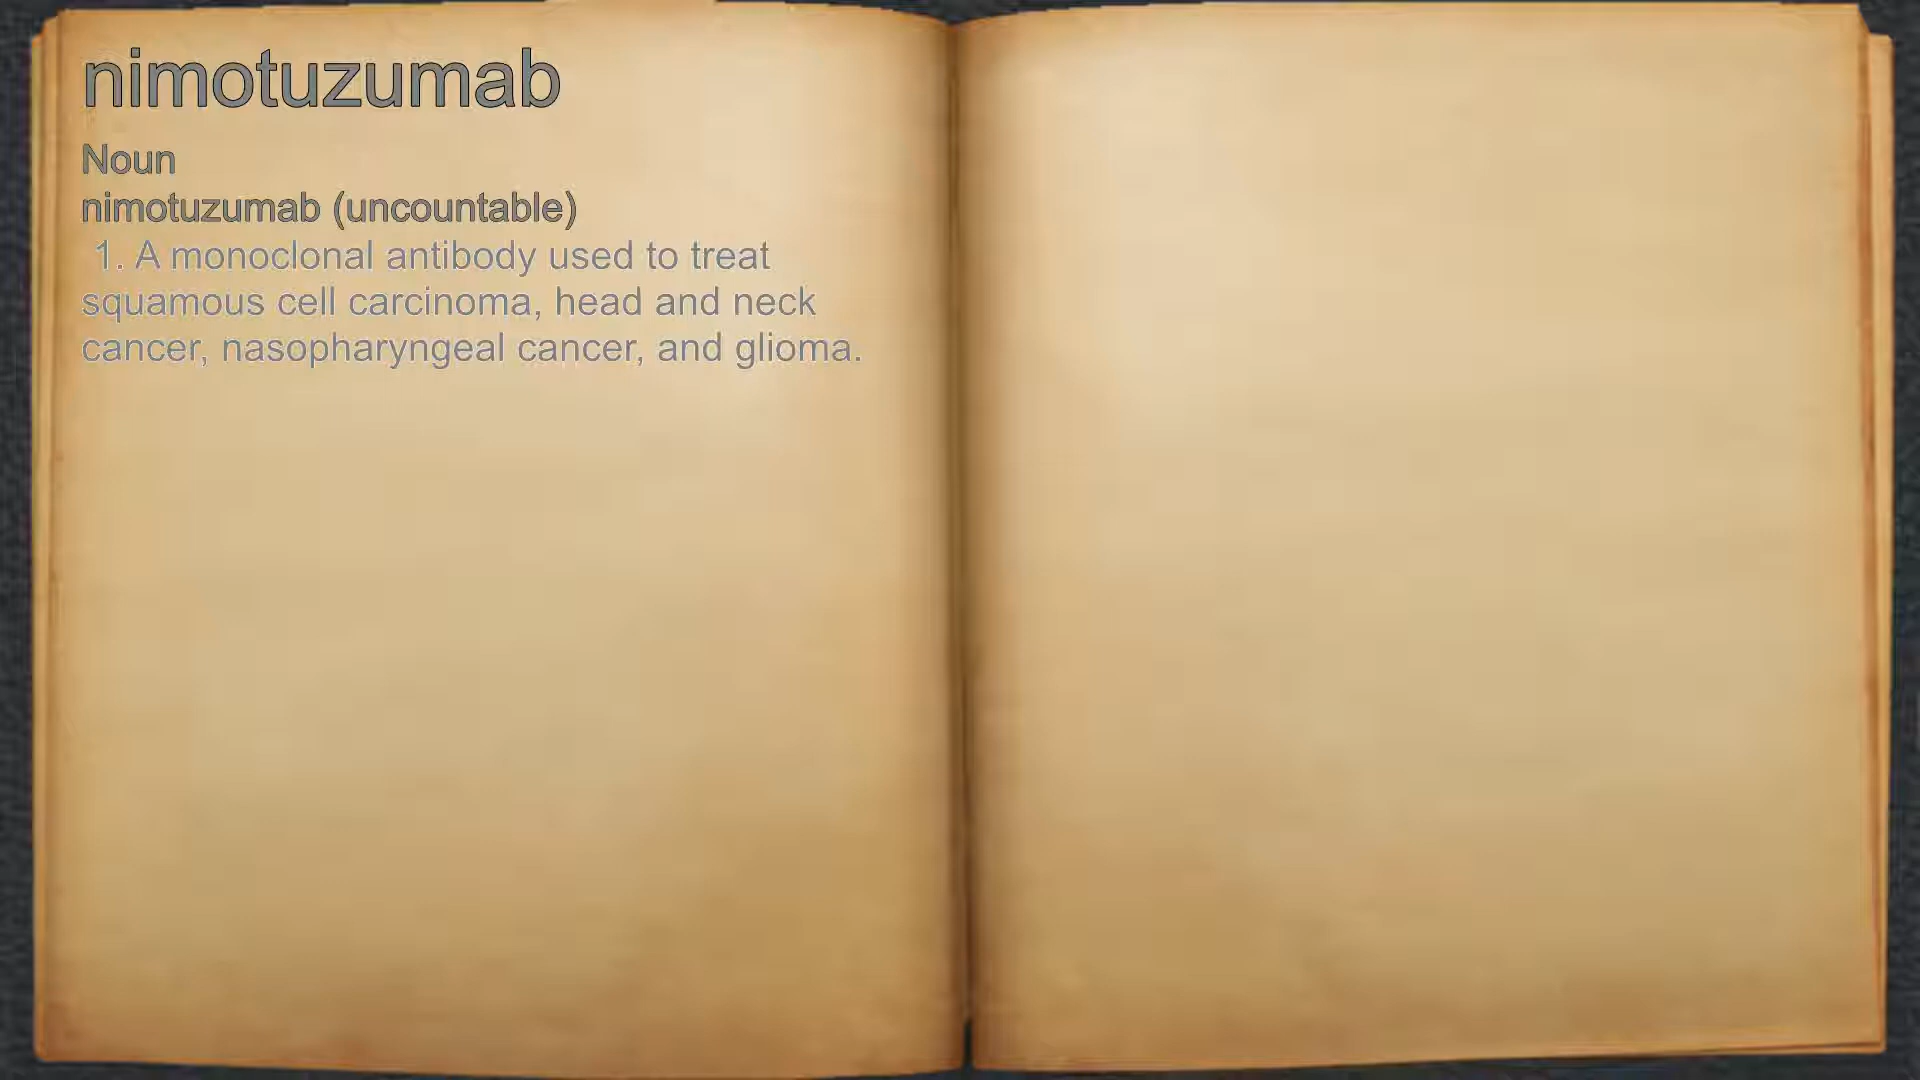 nimotuzumab
Noun
nimotuzumab (uncountable)
1. A monoclonal antibody used to treat
squamous cell carcinoma, head and neck
cancer, nasopharyngeal cancer, and glioma.